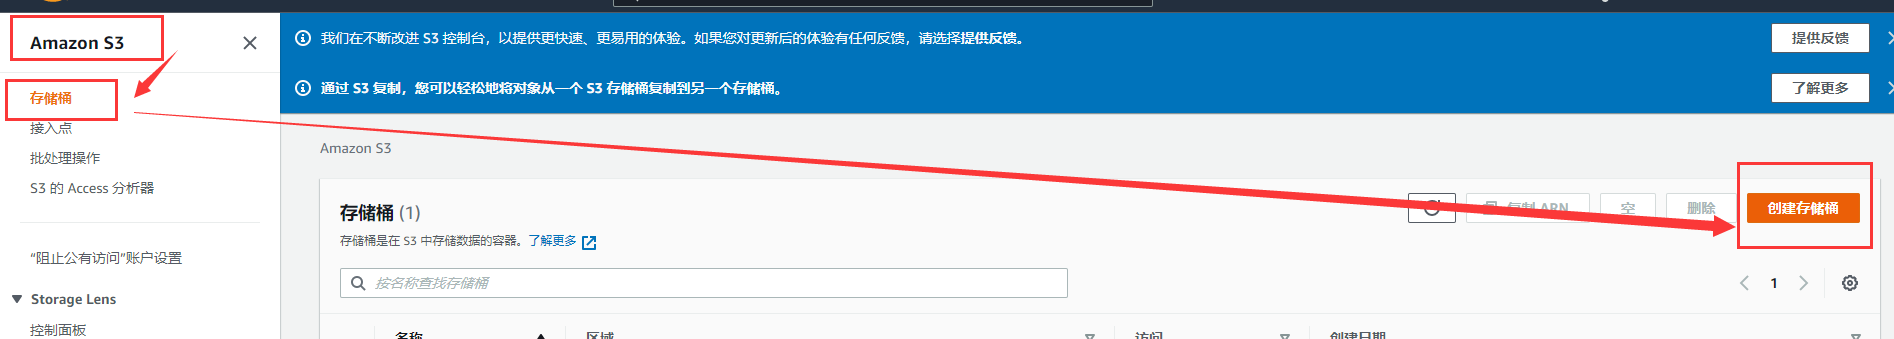 Amazon S3
存储桶
接入点
批处理操作
S3 的 Access 分析器
“阻止公有访问”账户设置
Storage Lens
控制面板
我们在不断改进 S3 控制台，以提供更快速、更易用的体验。如果您对更新后的体验有任何反馈，请选择提供反馈。
提供反馈
通过 S3 复制，您可以轻松地将对象从一个 S3 存储桶复制到另一个存储桶。
了解更多
Amazon S3
存储桶 (1)
复制 ARN
空
删除
创建存储桶
存储桶是在 S3 中存储数据的容器。了解更多
按名称查找存储桶
1
名称
区域
访问
创建日期